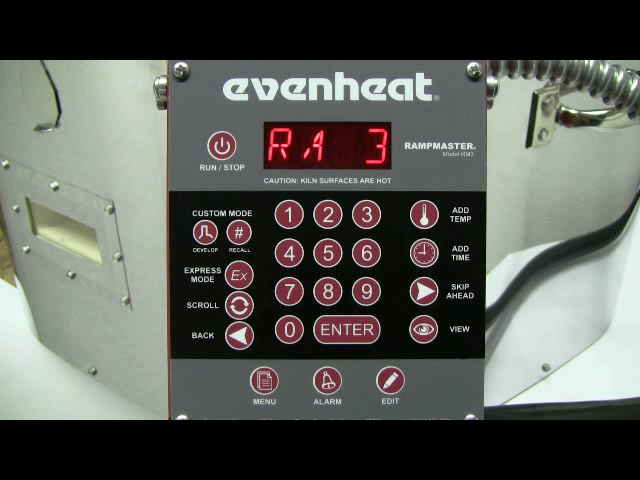 evenheat®
RA 3
RAMPMASTER®
Model RM3
RUN / STOP
CAUTION: KILN SURFACES ARE HOT
CUSTOM MODE
#
DEVELOP
RECALL
EXPRESS MODE
Ex
SCROLL
BACK
1 2 3
4 5 6
7 8 9
0 ENTER
ADD TEMP
ADD TIME
SKIP AHEAD
VIEW
MENU
ALARM
EDIT